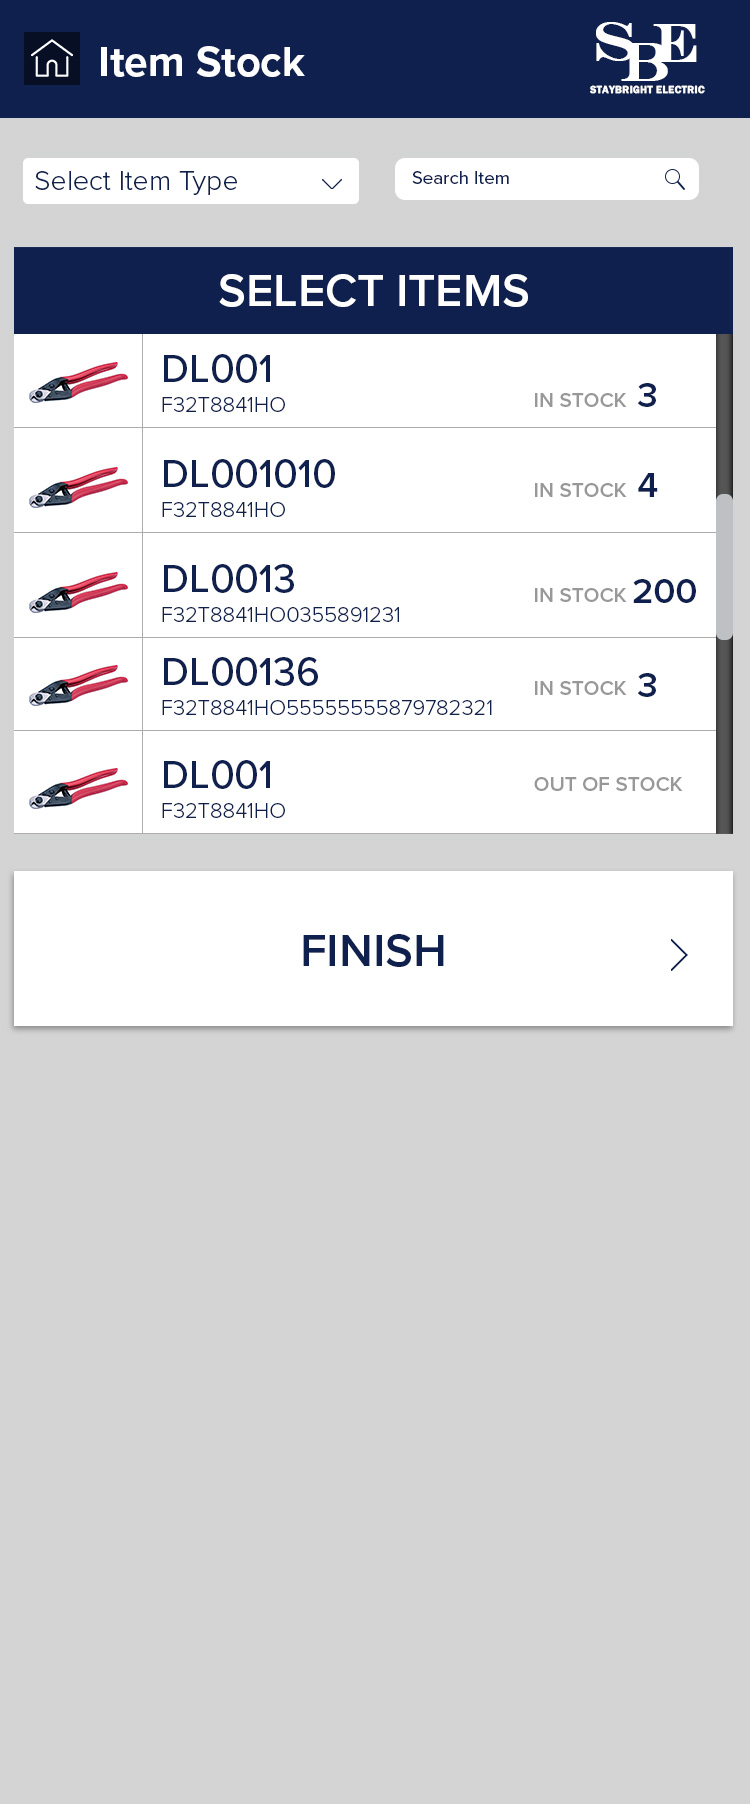 Item Stock
SBE
STAYBRIGHT ELECTRIC
Select Item Type
Search Item
SELECT ITEMS
DL001
F32T8841HO
IN STOCK 3
DL001010
F32T8841HO
IN STOCK 4
DL0013
F32T8841HO0355891231
IN STOCK 200
DL00136
F32T8841HO55555555879782321
IN STOCK 3
DL001
F32T8841HO
OUT OF STOCK
FINISH